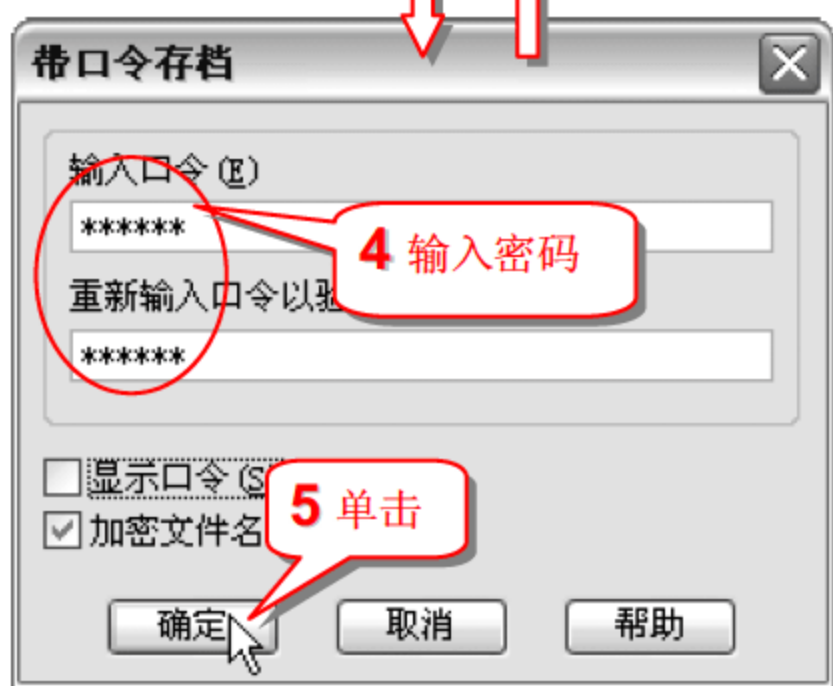 带口令存档
输入口令(E)
******
4 输入密码
重新输入口令以
******
显示口令(S
5 单击
加密文件名
确定
取消
帮助